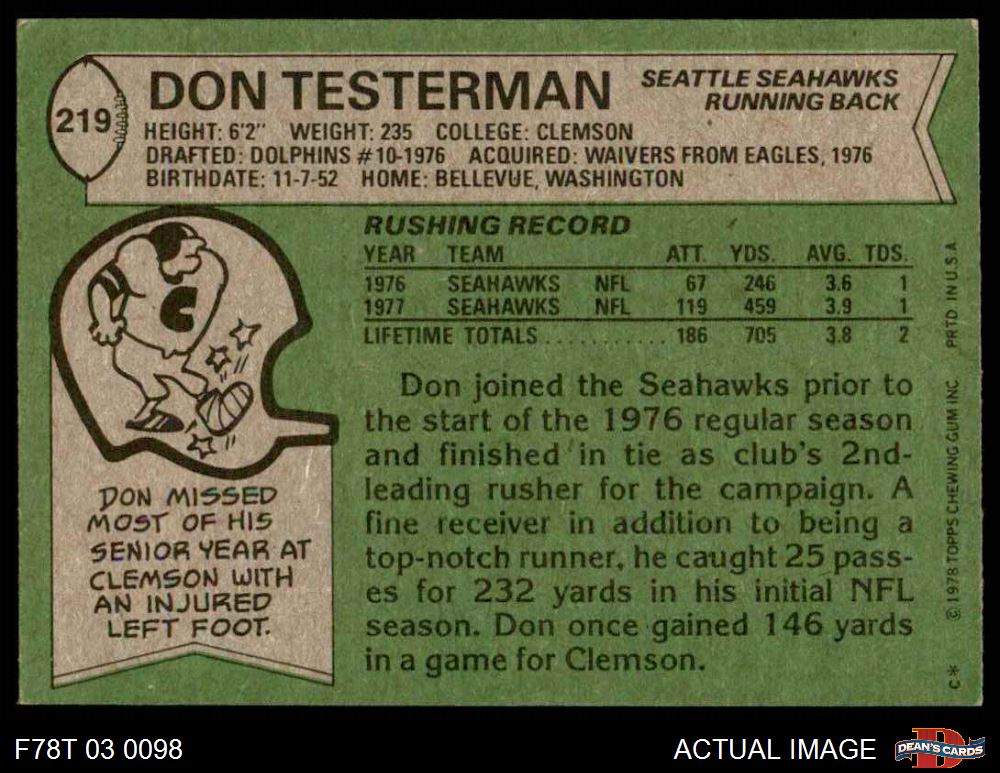 219
DON TESTERMAN
SEATTLE SEAHAWKS
RUNNING BACK
HEIGHT: 6'2" WEIGHT: 235 COLLEGE: CLEMSON
DRAFTED: DOLPHINS #10-1976 ACQUIRED: WAIVERS FROM EAGLES, 1976
BIRTHDATE: 11-7-52 HOME: BELLEVUE, WASHINGTON
RUSHING RECORD
YEAR TEAM ATT. YDS. AVG. TDS.
1976 SEAHAWKS NFL 67 246 3.6 1
1977 SEAHAWKS NFL 119 459 3.9 1
LIFETIME TOTALS............ 186 705 3.8 2
Don joined the Seahawks prior to
the start of the 1976 regular season
and finished in tie as club's 2nd-
leading rusher for the campaign. A
fine receiver in addition to being a
top-notch runner, he caught 25 pass-
es for 232 yards in his initial NFL
season. Don once gained 146 yards
in a game for Clemson.
C
DON MISSED
MOST OF HIS
SENIOR YEAR AT
CLEMSON WITH
AN INJURED
LEFT FOOT.
C* © 1978 TOPPS CHEWING GUM INC. PRTD. IN U.S.A.
F78T 03 0098
ACTUAL IMAGE
D
DEAN'S CARDS